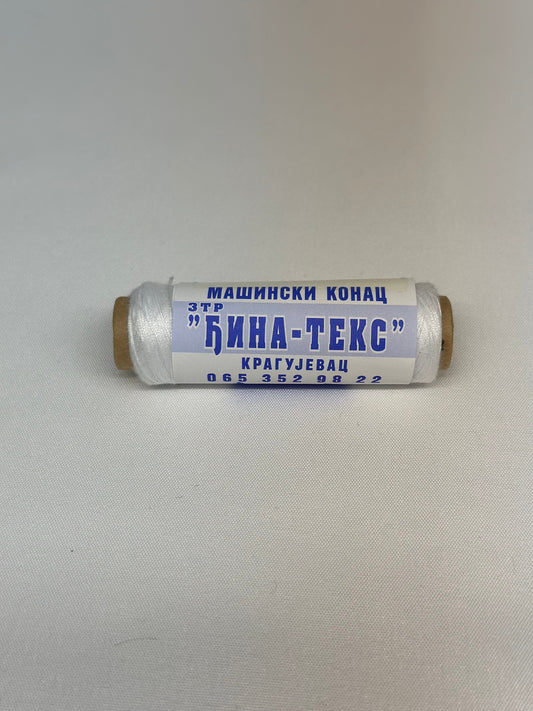 МАШИНСКИ КОНАЦ
ЗТР
"ЂИНА-ТЕКС"
КРАГУЈЕВАЦ
065 352 98 22